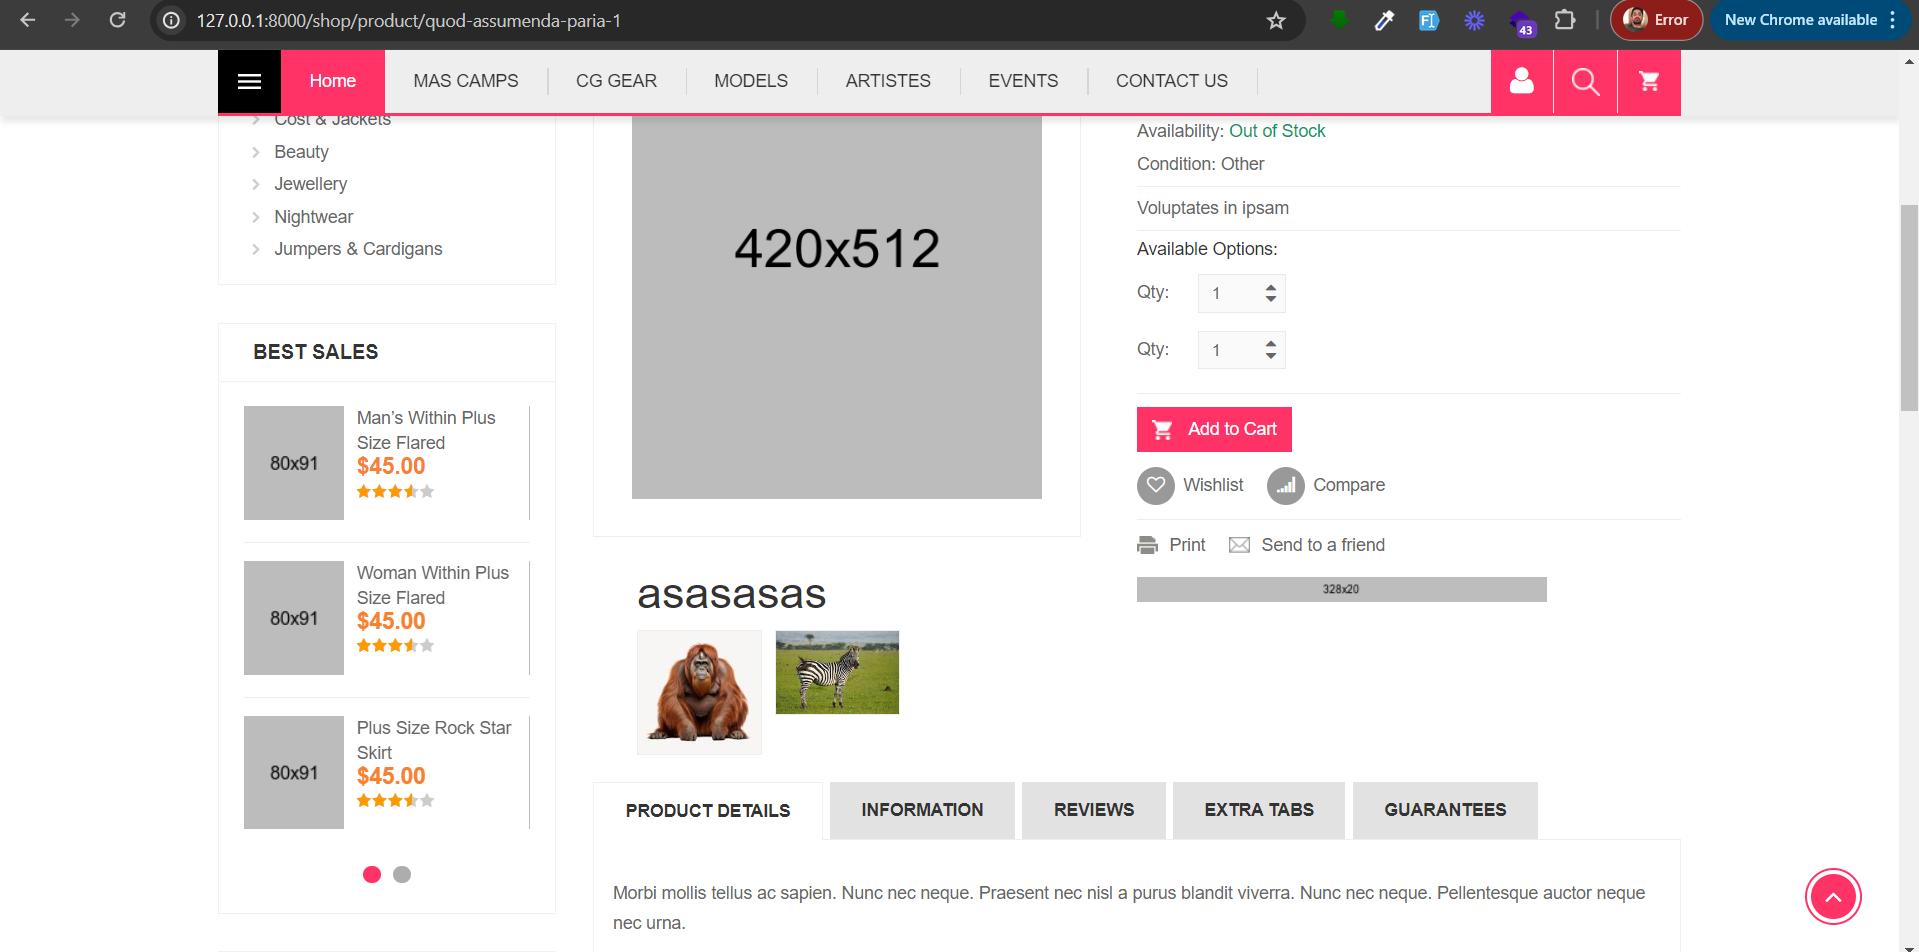 127.0.0.1:8000/shop/product/quod-assumenda-paria-1
43
Error
New Chrome available
Home
MAS CAMPS
CG GEAR
MODELS
ARTISTES
EVENTS
CONTACT US
Cost & Jackets
Beauty
Jewellery
Nightwear
Jumpers & Cardigans
BEST SALES
80x91
Man’s Within Plus
Size Flared
$45.00
80x91
Woman Within Plus
Size Flared
$45.00
80x91
Plus Size Rock Star
Skirt
$45.00
420x512
asasasas
Availability: Out of Stock
Condition: Other
Voluptates in ipsam
Available Options:
Qty: 1
Qty: 1
Add to Cart
Wishlist
Compare
Print
Send to a friend
328x20
PRODUCT DETAILS
INFORMATION
REVIEWS
EXTRA TABS
GUARANTEES
Morbi mollis tellus ac sapien. Nunc nec neque. Praesent nec nisl a purus blandit viverra. Nunc nec neque. Pellentesque auctor neque
nec urna.